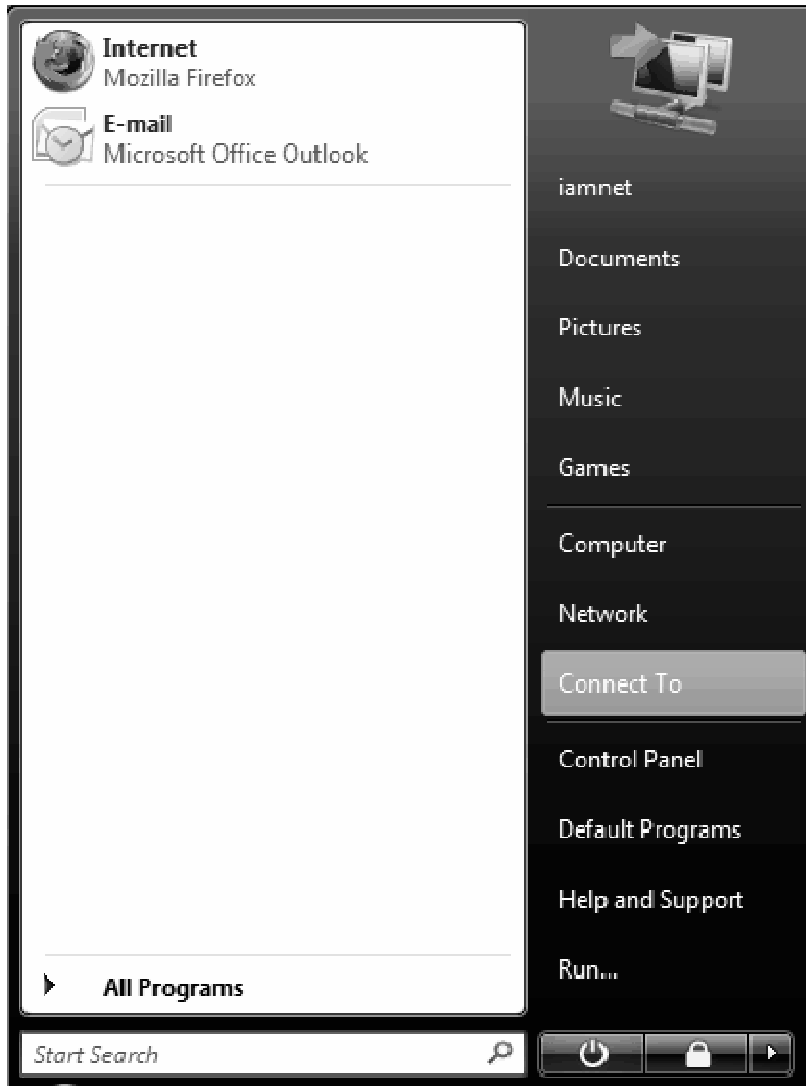 Internet
Mozilla Firefox
E-mail
Microsoft Office Outlook
All Programs
Start Search
iamnet
Documents
Pictures
Music
Games
Computer
Network
Connect To
Control Panel
Default Programs
Help and Support
Run...